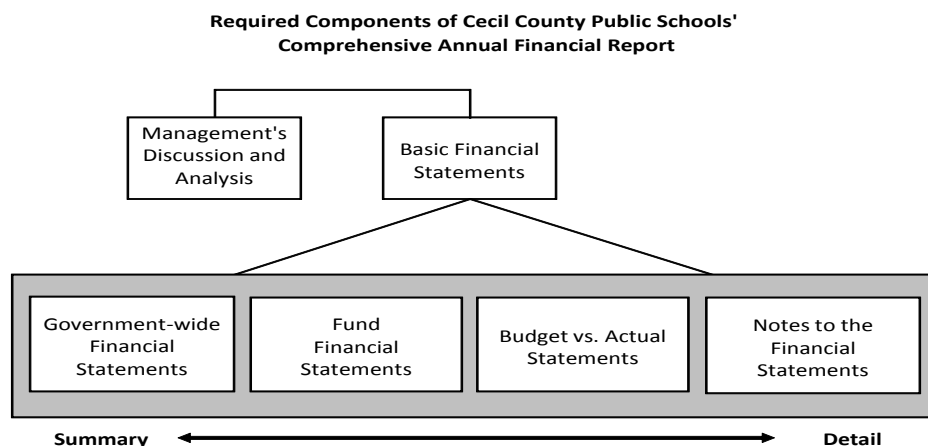 Required Components of Cecil County Public Schools'
Comprehensive Annual Financial Report
Management's
Discussion and
Analysis
Basic Financial
Statements
Government-wide
Financial
Statements
Fund
Financial
Statements
Budget vs. Actual
Statements
Notes to the
Financial
Statements
Summary
Detail